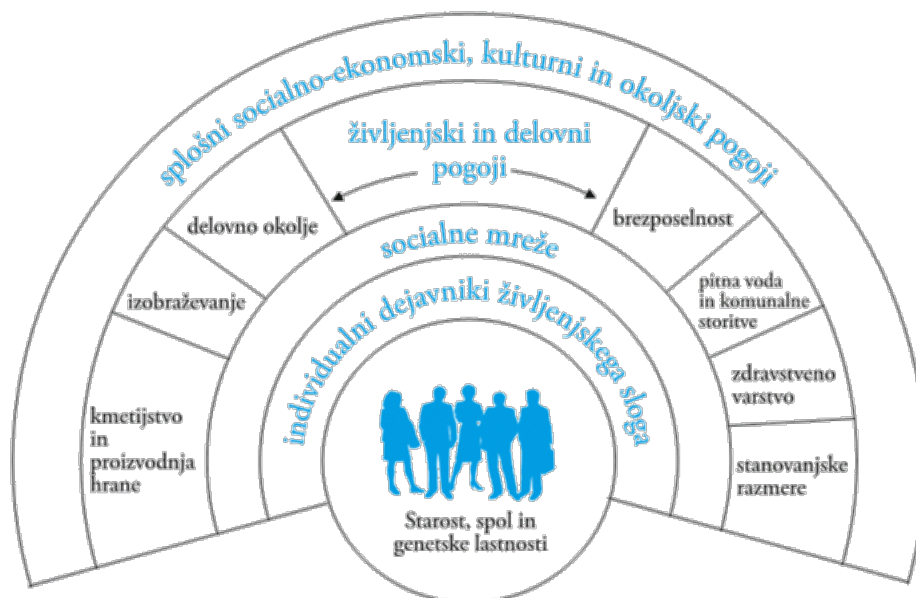 splošni socialno-ekonomski, kulturni in okoljski pogoji
življenjski in delovni
pogoji
delovno okolje
brezposelnost
socialne mreže
izobraževanje
pitna voda
in komunalne
storitve
individualni dejavniki življenjskega sloga
zdravstveno
varstvo
kmetijstvo
in
proizvodnja
hrane
stanovanjske
razmere
Starost, spol in
genetske lastnosti